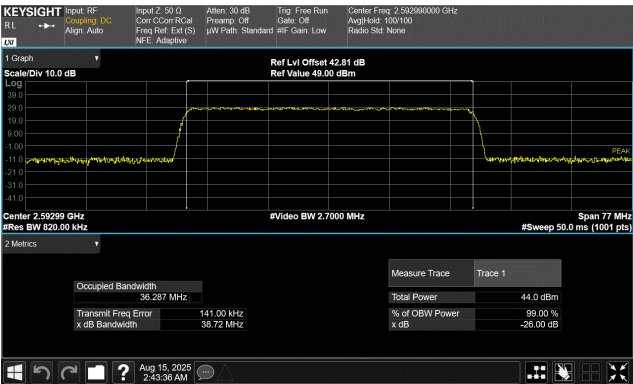 KEYSIGHT Input: RF Input Z: 50 Ω Atten: 30 dB Trig: Free Run Center Freq: 2.592990000 GHz
RL Coupling: DC Corr CCorr RCal Preamp: Off Gate: Off Avg|Hold: 100/100
Align: Auto Freq Ref: Ext (S) µW Path: Standard #IF Gain: Low Radio Std: None
LXI NFE: Adaptive
1 Graph
Ref Lvl Offset 42.81 dB
Scale/Div 10.0 dB Ref Value 49.00 dBm
Log
39.0
29.0
19.0
9.00
-1.00
PEAK
-11.0
-21.0
-31.0
-41.0
Center 2.59299 GHz #Video BW 2.7000 MHz Span 77 MHz
#Res BW 820.00 kHz #Sweep 50.0 ms (1001 pts)
2 Metrics
Measure Trace Trace 1
Occupied Bandwidth
36.287 MHz Total Power 44.0 dBm
Transmit Freq Error 141.00 kHz % of OBW Power 99.00 %
x dB Bandwidth 38.72 MHz x dB -26.00 dB
? Aug 15, 2025
2:43:36 AM